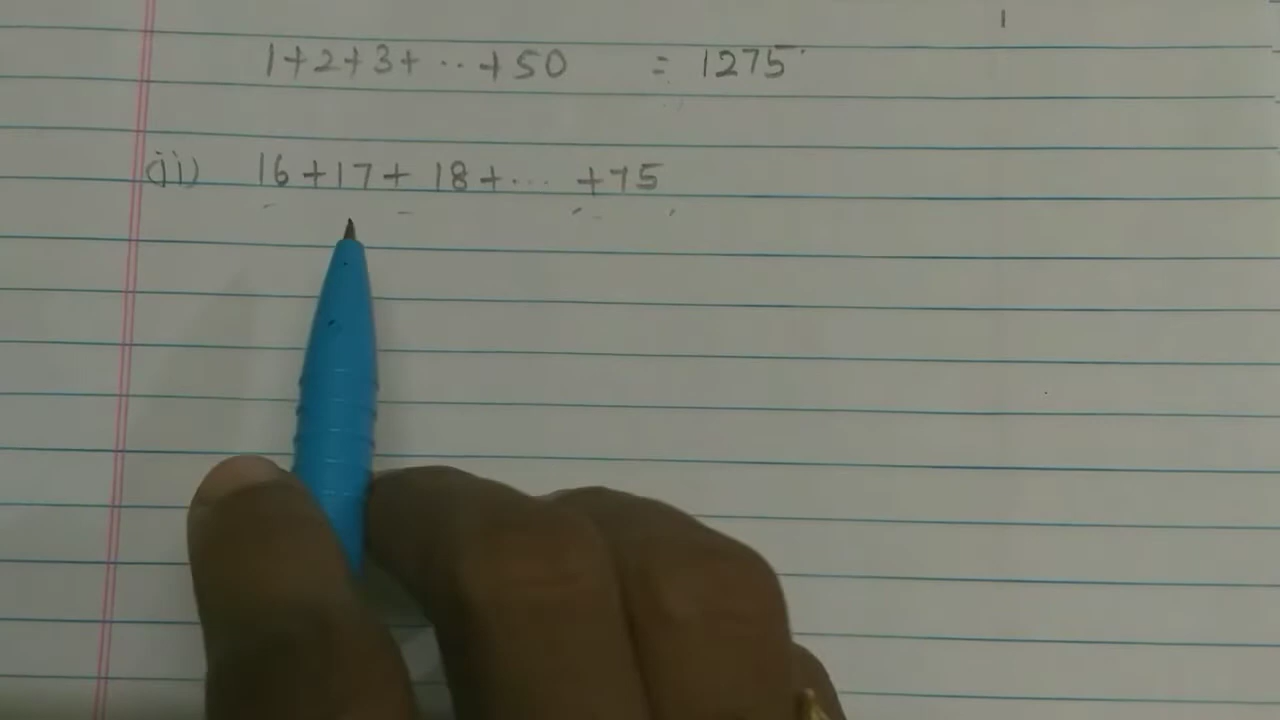 1+2+3+ ... +50 = 1275
(ii) 16+17+ 18+... +75